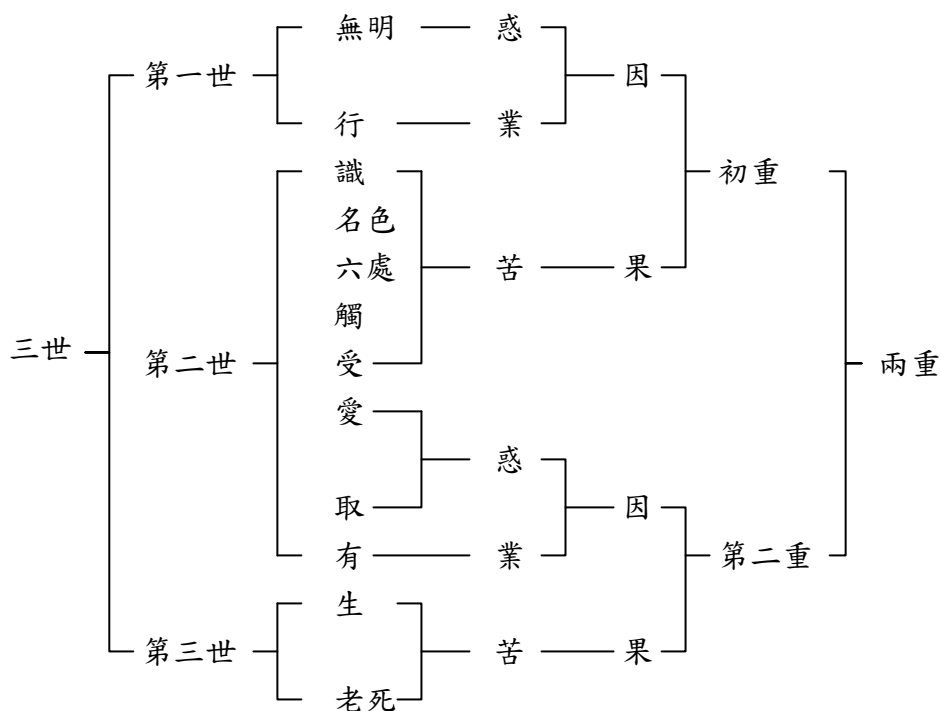 無明 惑
第一世 因
行 業
識 初重
名色
六處 苦 果
觸
三世 第二世 受 兩重
愛
惑
取 因
有 業 第二重
生
第三世 苦 果
老死